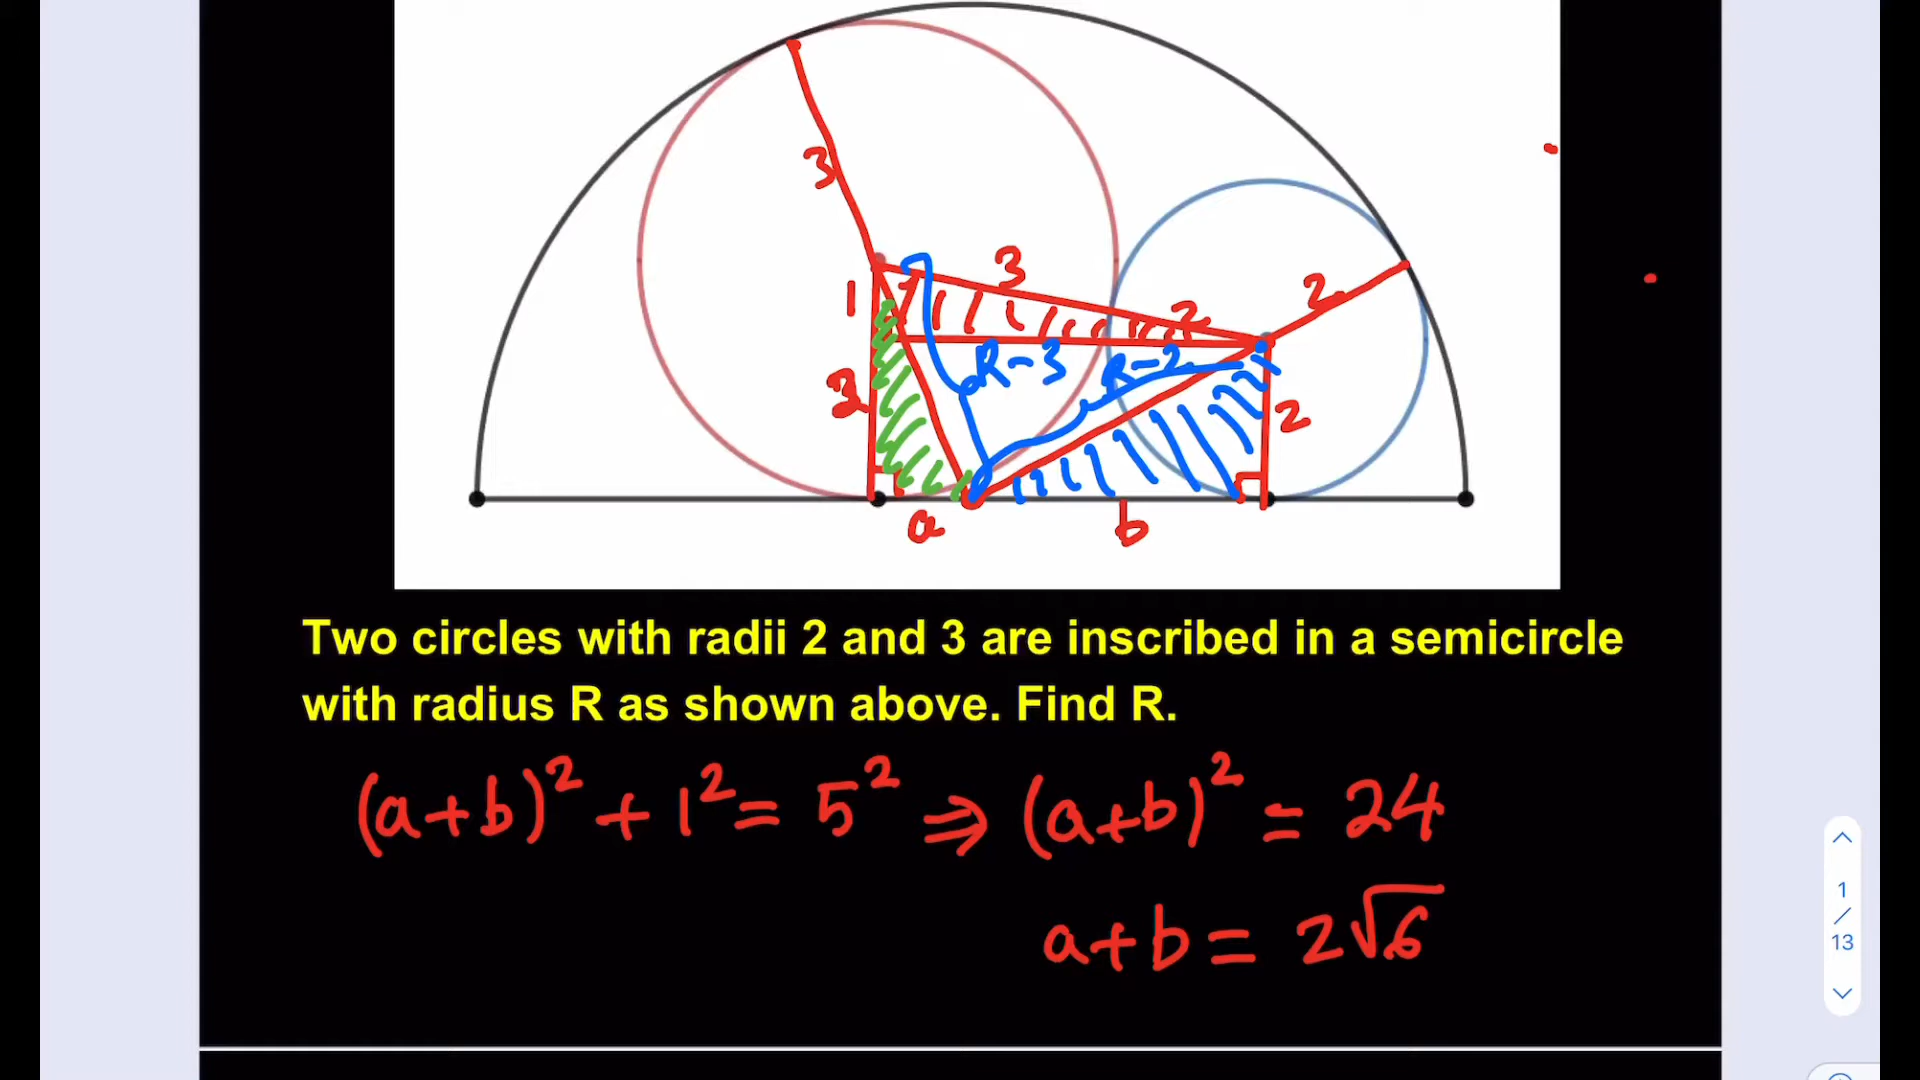 3
3
1
2
2
R-3
R-2
3
2
2
a
b
Two circles with radii 2 and 3 are inscribed in a semicircle
with radius R as shown above. Find R.
(a+b)² + 1² = 5² ⇒ (a+b)² = 24
a+b = 2√6
1
/
13